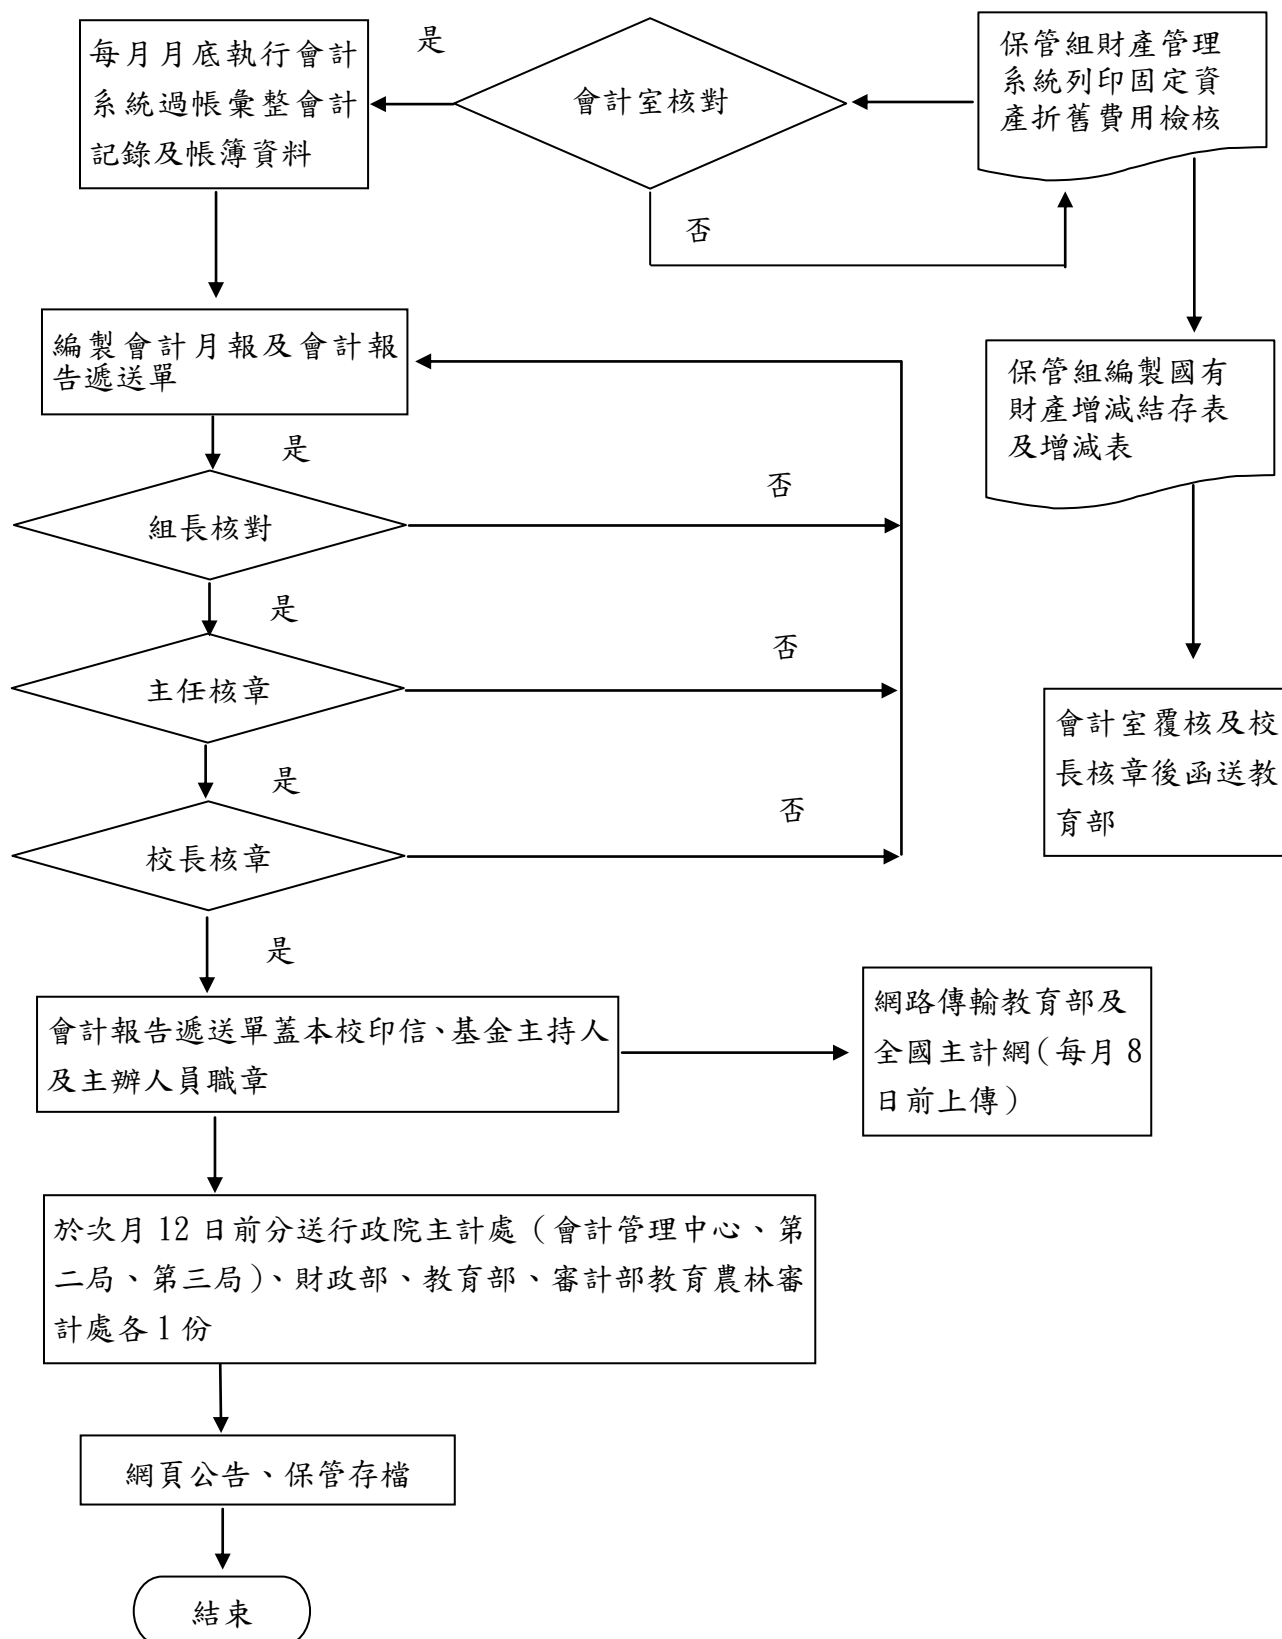 每月月底執行會計
系統過帳彙整會計
記錄及帳簿資料
是
會計室核對
保管組財產管理
系統列印固定資
產折舊費用檢核
否
編製會計月報及會計報
告遞送單
保管組編製國有
財產增減結存表
及增減表
是
組長核對
否
是
主任核章
否
會計室覆核及校
長核章後函送教
育部
是
校長核章
否
是
會計報告遞送單蓋本校印信、基金主持人
及主辦人員職章
網路傳輸教育部及
全國主計網(每月 8
日前上傳)
於次月 12 日前分送行政院主計處（會計管理中心、第
二局、第三局)、財政部、教育部、審計部教育農林審
計處各 1 份
網頁公告、保管存檔
結束